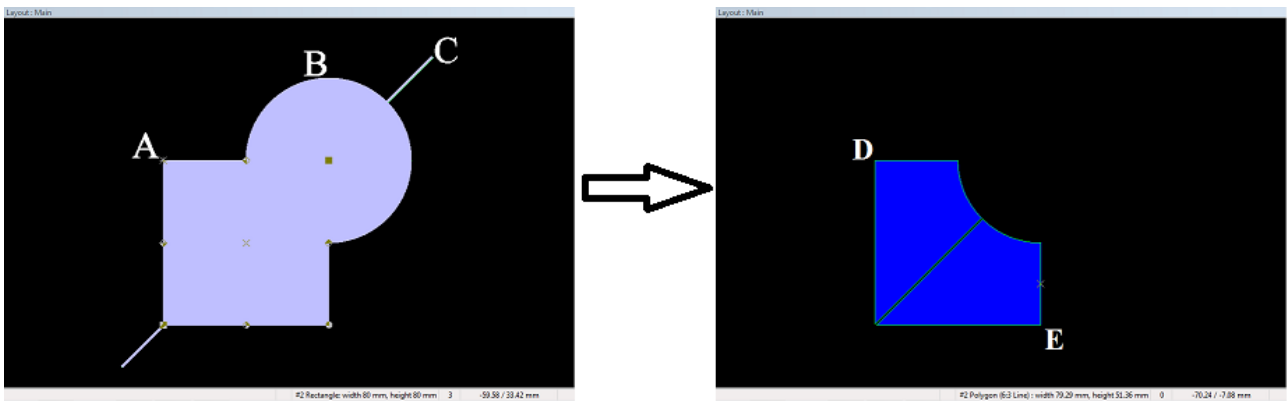 Layout : Main
Layout : Main
B
C
A
D
E
#2 Rectangle: width 80 mm, height 80 mm 3 -59.58 / 33.42 mm
#2 Polygon (6:3 Line) : width 79.29 mm, height 51.36 mm 0 -70.24 / -7.08 mm